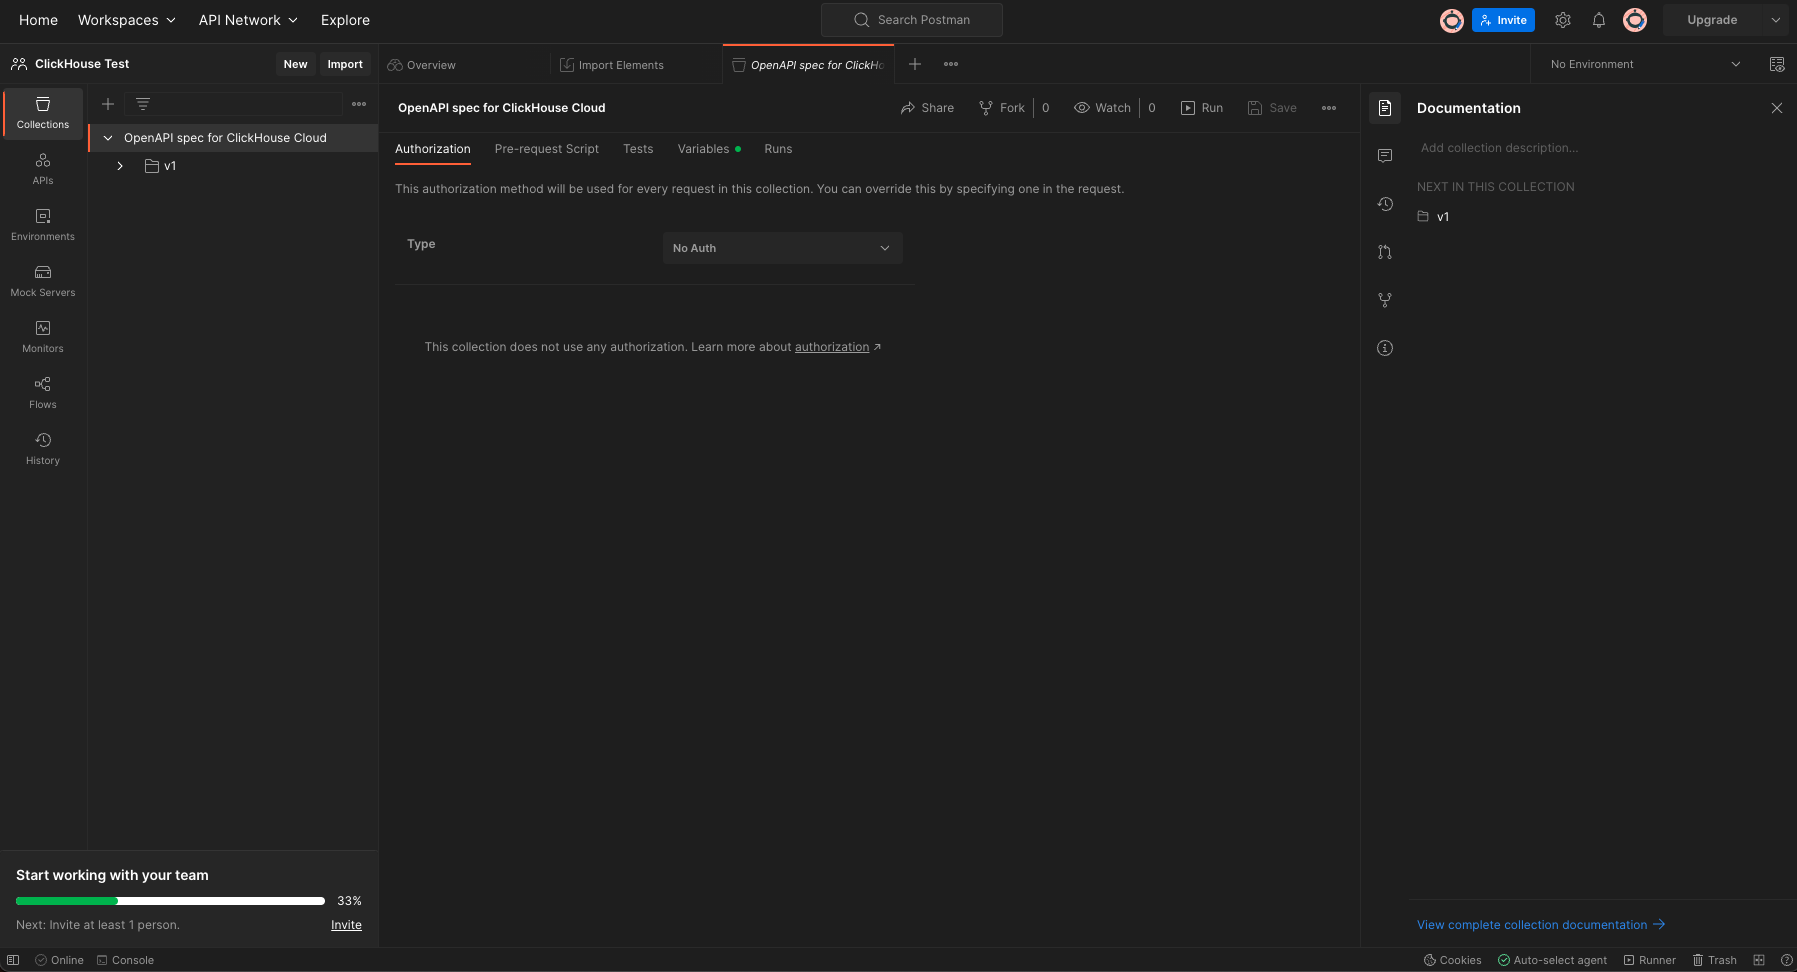 Home Workspaces API Network Explore Search Postman Invite Upgrade
ClickHouse Test New Import Overview Import Elements OpenAPI spec for ClickHo No Environment
Collections
APIs
Environments
Mock Servers
Monitors
Flows
History
OpenAPI spec for ClickHouse Cloud
v1
OpenAPI spec for ClickHouse Cloud Share Fork 0 Watch 0 Run Save
Authorization Pre-request Script Tests Variables Runs
This authorization method will be used for every request in this collection. You can override this by specifying one in the request.
Type No Auth
This collection does not use any authorization. Learn more about authorization ↗
Documentation
Add collection description...
NEXT IN THIS COLLECTION
v1
View complete collection documentation →
Start working with your team
33%
Next: Invite at least 1 person. Invite
Online Console Cookies Auto-select agent Runner Trash